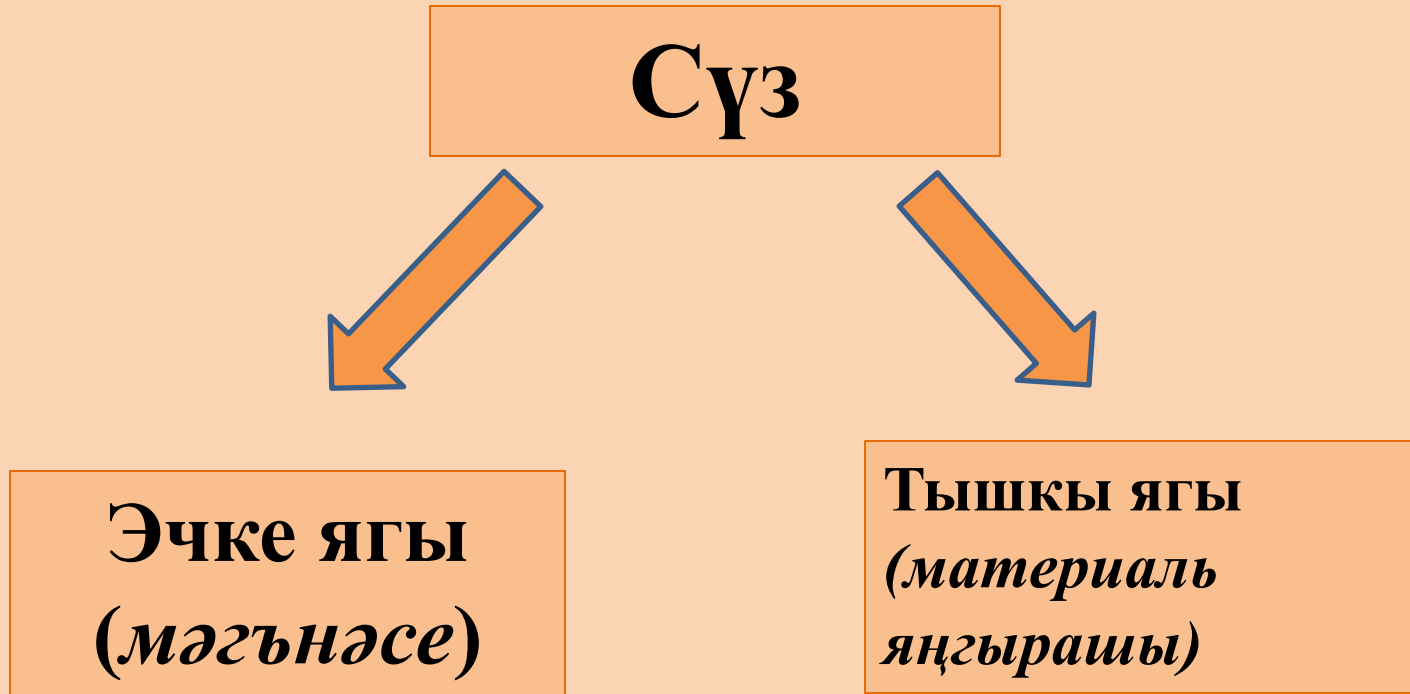 Сүз
Эчке ягы
(мәгънәсе)
Тышкы ягы
(материаль
яңгырашы)